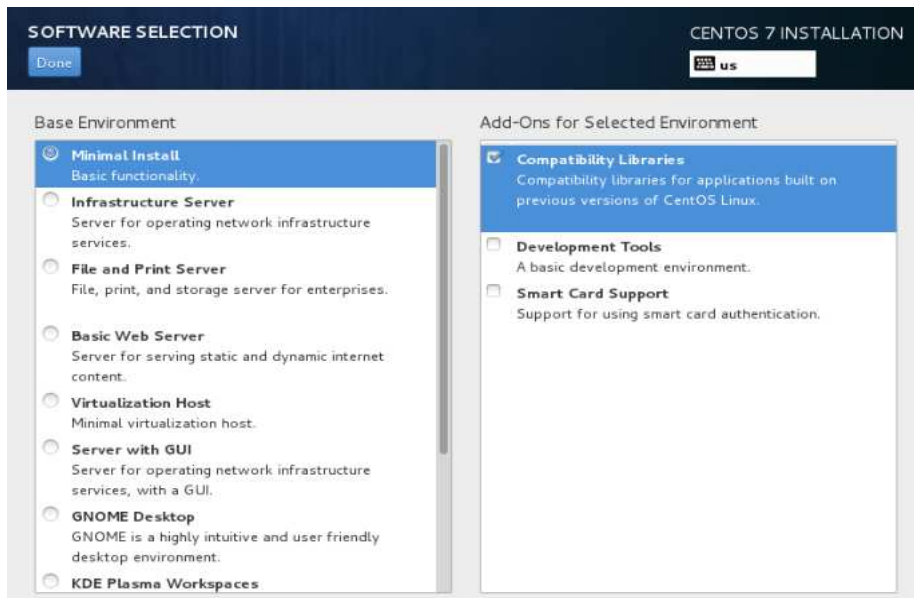 SOFTWARE SELECTION
CENTOS 7 INSTALLATION
Done
us
Base Environment
Minimal Install
Basic functionality.
Infrastructure Server
Server for operating network infrastructure
services.
File and Print Server
File, print, and storage server for enterprises.
Basic Web Server
Server for serving static and dynamic internet
content.
Virtualization Host
Minimal virtualization host.
Server with GUI
Server for operating network infrastructure
services, with a GUI.
GNOME Desktop
GNOME is a highly intuitive and user friendly
desktop environment.
KDE Plasma Workspaces
Add-Ons for Selected Environment
Compatibility Libraries
Compatibility libraries for applications built on
previous versions of CentOS Linux.
Development Tools
A basic development environment.
Smart Card Support
Support for using smart card authentication.